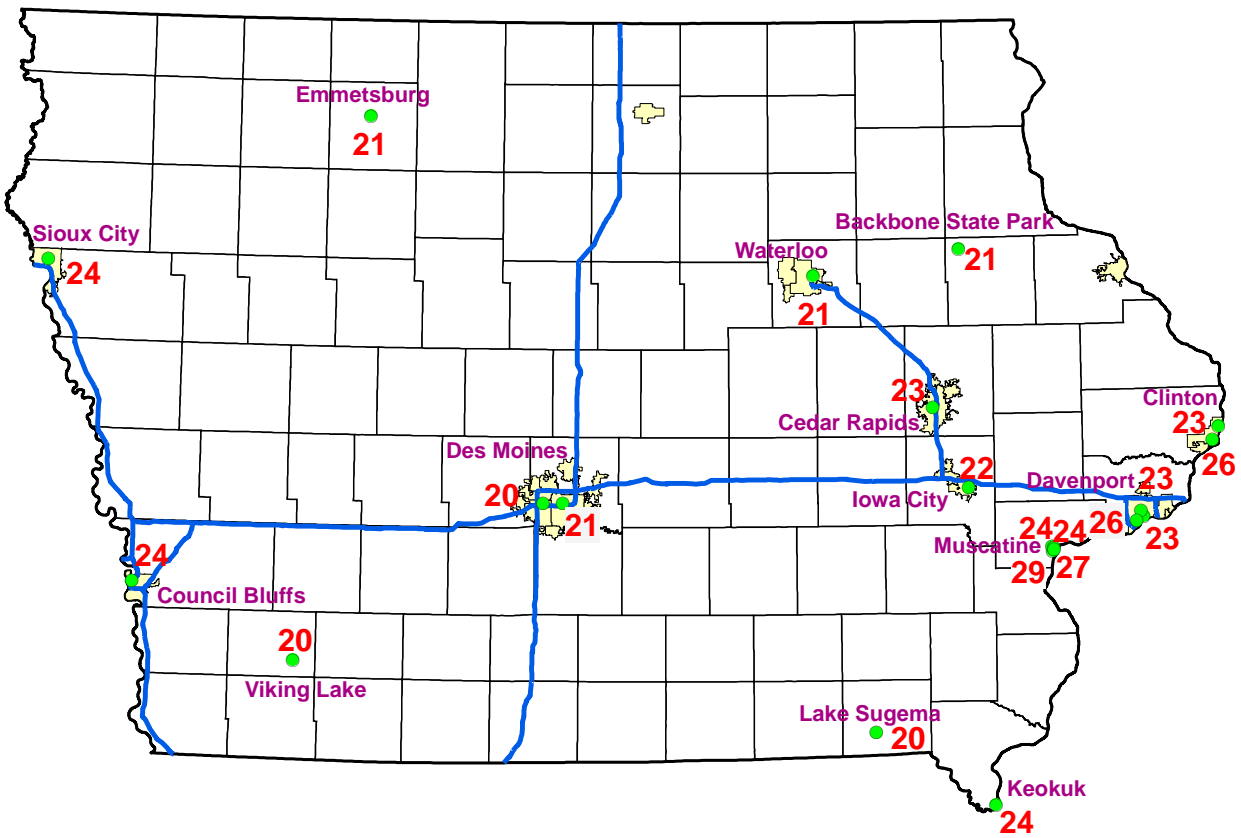 Emmetsburg
21
Backbone State Park
Sioux City
Waterloo
24
21
21
23
Clinton
Cedar Rapids
23
Des Moines
26
22
Davenport
23
20
Iowa City
21
26
23
24
24
Muscatine
29
27
24
Council Bluffs
20
Viking Lake
Lake Sugema
20
Keokuk
24